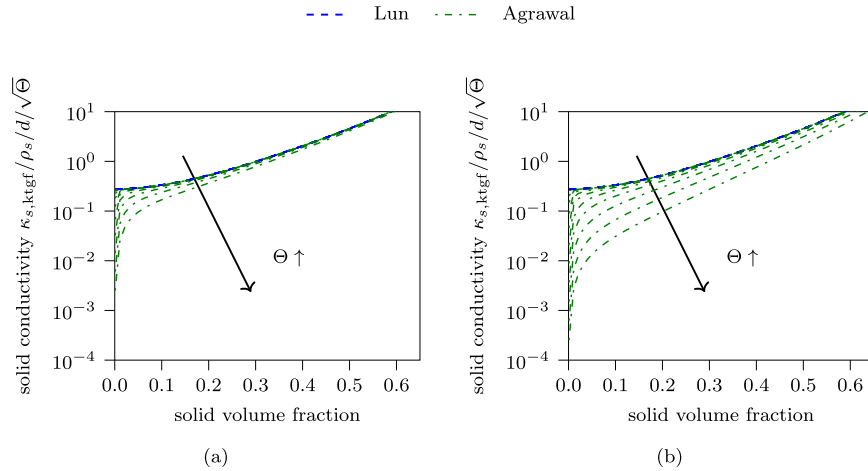 Lun Agrawal
solid conductivity κ_{s,ktgf}/ρ_s/d/√Θ
10^1
10^0
10^{−1}
10^{−2}
10^{−3}
10^{−4}
Θ ↑
0.0 0.1 0.2 0.3 0.4 0.5 0.6
solid volume fraction
(a)
solid conductivity κ_{s,ktgf}/ρ_s/d/√Θ
10^1
10^0
10^{−1}
10^{−2}
10^{−3}
10^{−4}
Θ ↑
0.0 0.1 0.2 0.3 0.4 0.5 0.6
solid volume fraction
(b)